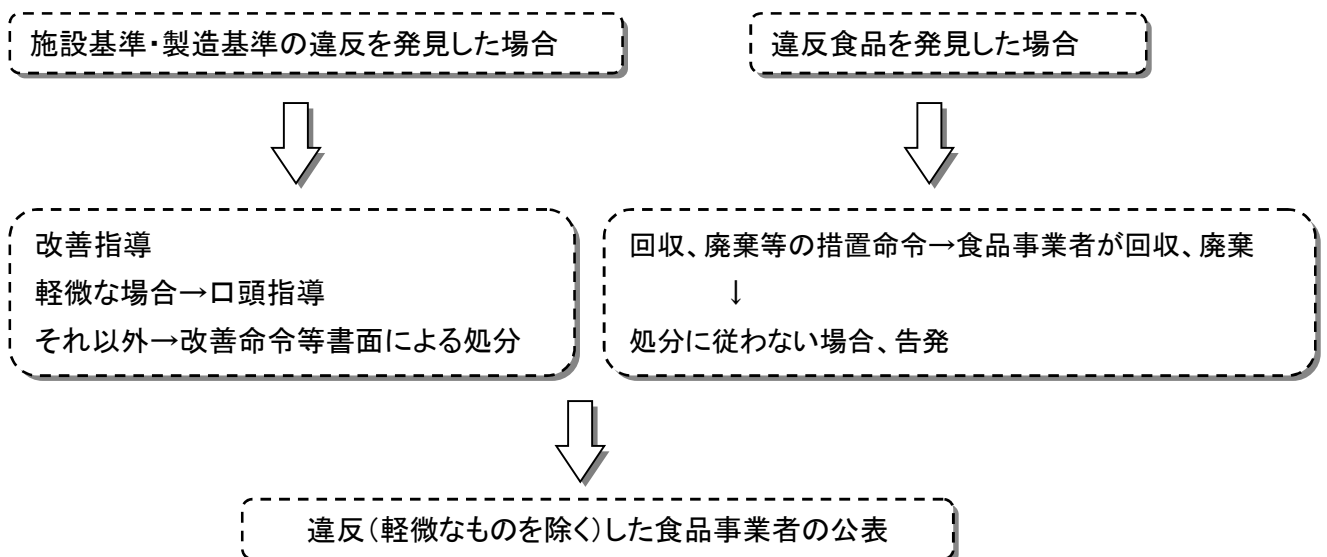 施設基準・製造基準の違反を発見した場合
違反食品を発見した場合
改善指導
軽微な場合→口頭指導
それ以外→改善命令等書面による処分
回収、廃棄等の措置命令→食品事業者が回収、廃棄
↓
処分に従わない場合、告発
違反(軽微なものを除く)した食品事業者の公表